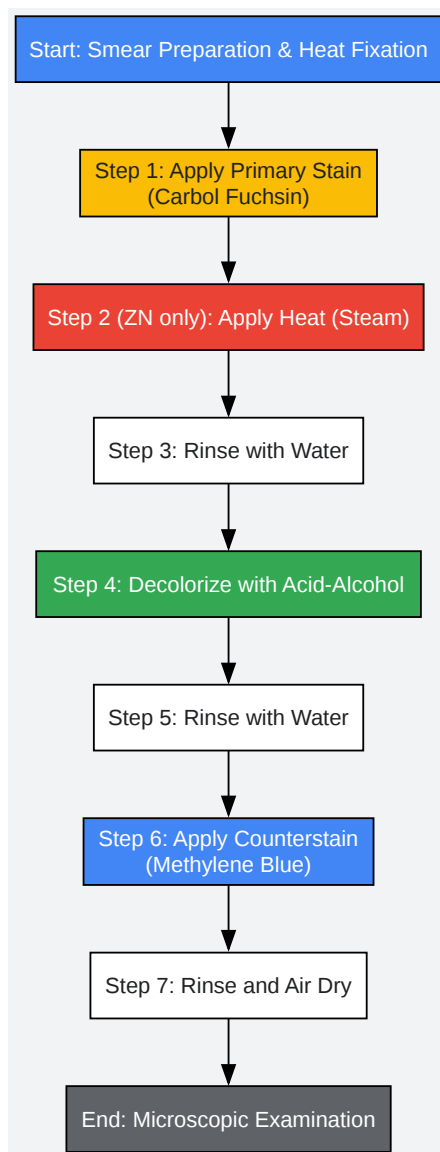 Start: Smear Preparation & Heat Fixation
Step 1: Apply Primary Stain
(Carbol Fuchsin)
Step 2 (ZN only): Apply Heat (Steam)
Step 3: Rinse with Water
Step 4: Decolorize with Acid-Alcohol
Step 5: Rinse with Water
Step 6: Apply Counterstain
(Methylene Blue)
Step 7: Rinse and Air Dry
End: Microscopic Examination